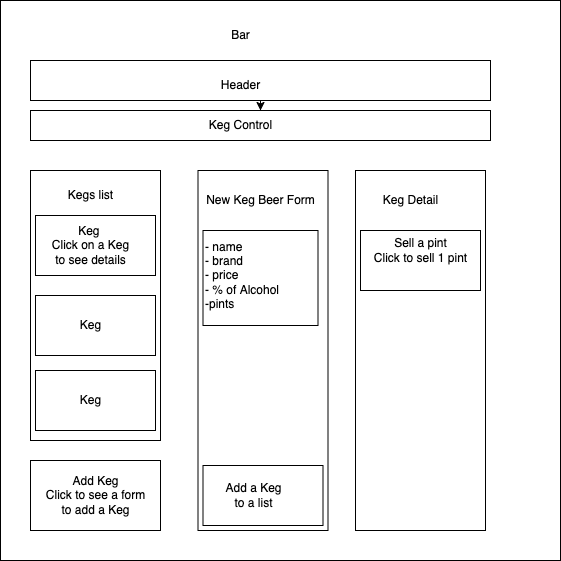 Bar
Header
Keg Control
Kegs list
Keg
Click on a Keg
to see details
Keg
Keg
Add Keg
Click to see a form
to add a Keg
New Keg Beer Form
- name
- brand
- price
- % of Alcohol
-pints
Add a Keg
to a list
Keg Detail
Sell a pint
Click to sell 1 pint